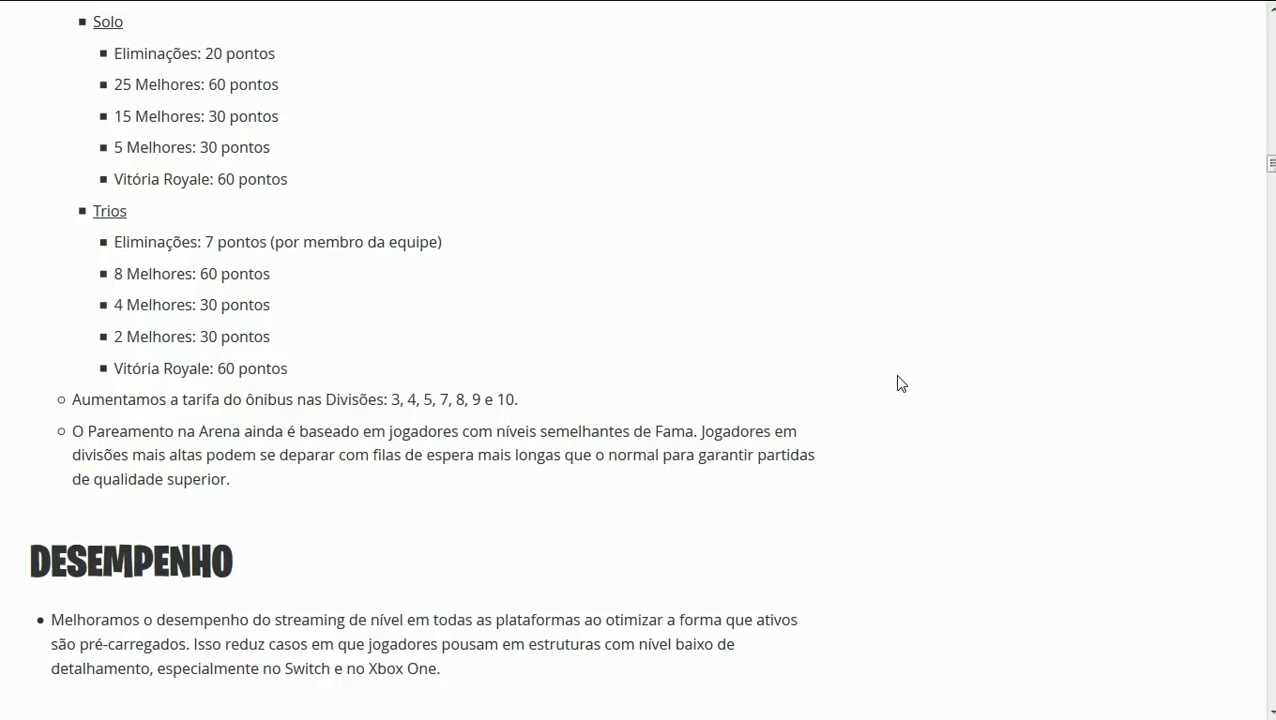 Solo
Eliminações: 20 pontos
25 Melhores: 60 pontos
15 Melhores: 30 pontos
5 Melhores: 30 pontos
Vitória Royale: 60 pontos
Trios
Eliminações: 7 pontos (por membro da equipe)
8 Melhores: 60 pontos
4 Melhores: 30 pontos
2 Melhores: 30 pontos
Vitória Royale: 60 pontos
Aumentamos a tarifa do ônibus nas Divisões: 3, 4, 5, 7, 8, 9 e 10.
O Pareamento na Arena ainda é baseado em jogadores com níveis semelhantes de Fama. Jogadores em
divisões mais altas podem se deparar com filas de espera mais longas que o normal para garantir partidas
de qualidade superior.
DESEMPENHO
Melhoramos o desempenho do streaming de nível em todas as plataformas ao otimizar a forma que ativos
são pré-carregados. Isso reduz casos em que jogadores pousam em estruturas com nível baixo de
detalhamento, especialmente no Switch e no Xbox One.